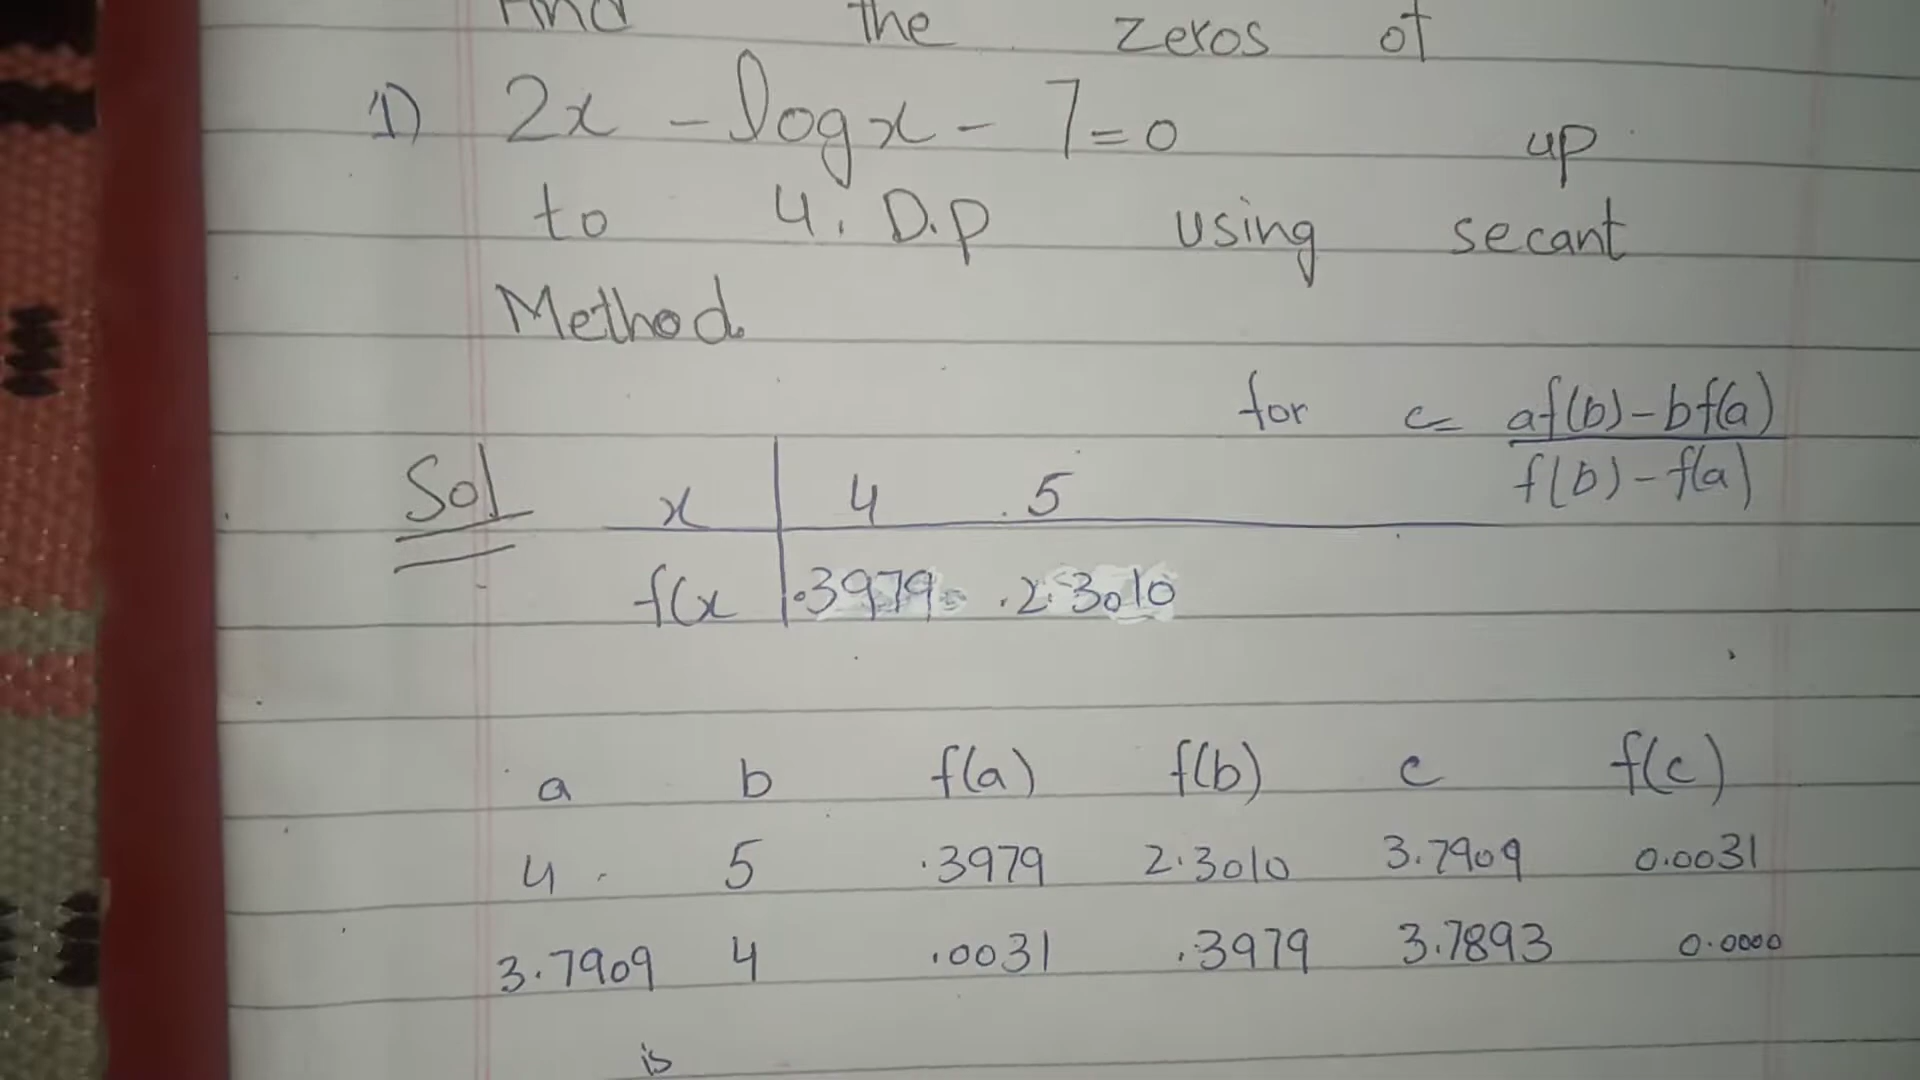 Find the zeros of
1) 2x - log x - 7 = 0 up
to 4. D.p using secant
Method.
for c = af(b) - bf(a)
f(b) - f(a)
Sol x 4 5
f(x .3979 2.3010
a b f(a) f(b) c f(c)
4 5 .3979 2.3010 3.7909 0.0031
3.7909 4 .0031 .3979 3.7893 0.0000
is